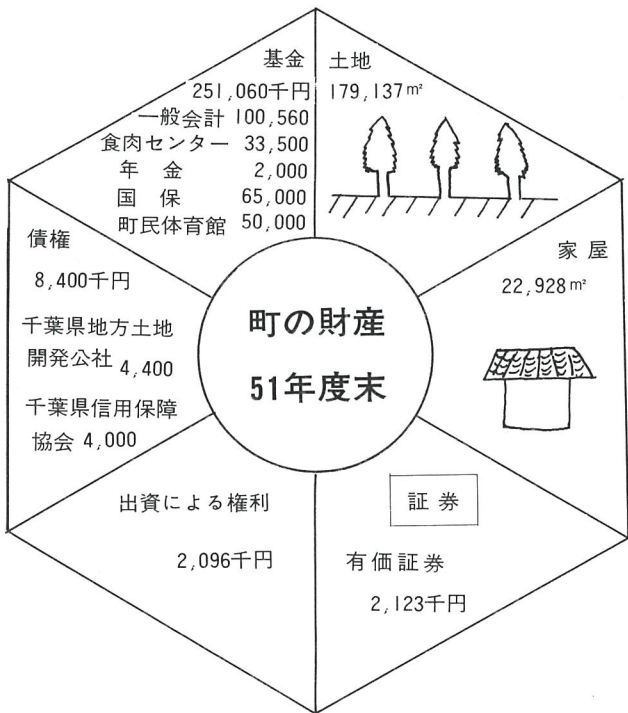 町の財産
51年度末
基金
251,060千円
一般会計 100,560
食肉センター 33,500
年金 2,000
国保 65,000
町民体育館 50,000
土地
179,137㎡
家屋
22,928㎡
証券
有価証券
2,123千円
出資による権利
2,096千円
債権
8,400千円
千葉県地方土地
開発公社 4,400
千葉県信用保障
協会 4,000